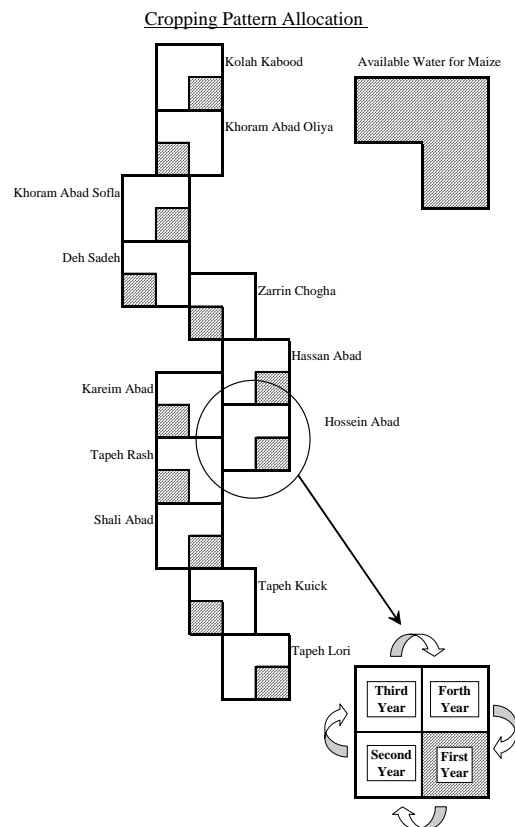 Cropping Pattern Allocation
Kolah Kabood
Available Water for Maize
Khoram Abad Oliya
Khoram Abad Sofla
Deh Sadeh
Zarrin Chogha
Hassan Abad
Kareim Abad
Hossein Abad
Tapeh Rash
Shali Abad
Tapeh Kuick
Tapeh Lori
Third
Year
Forth
Year
Second
Year
First
Year